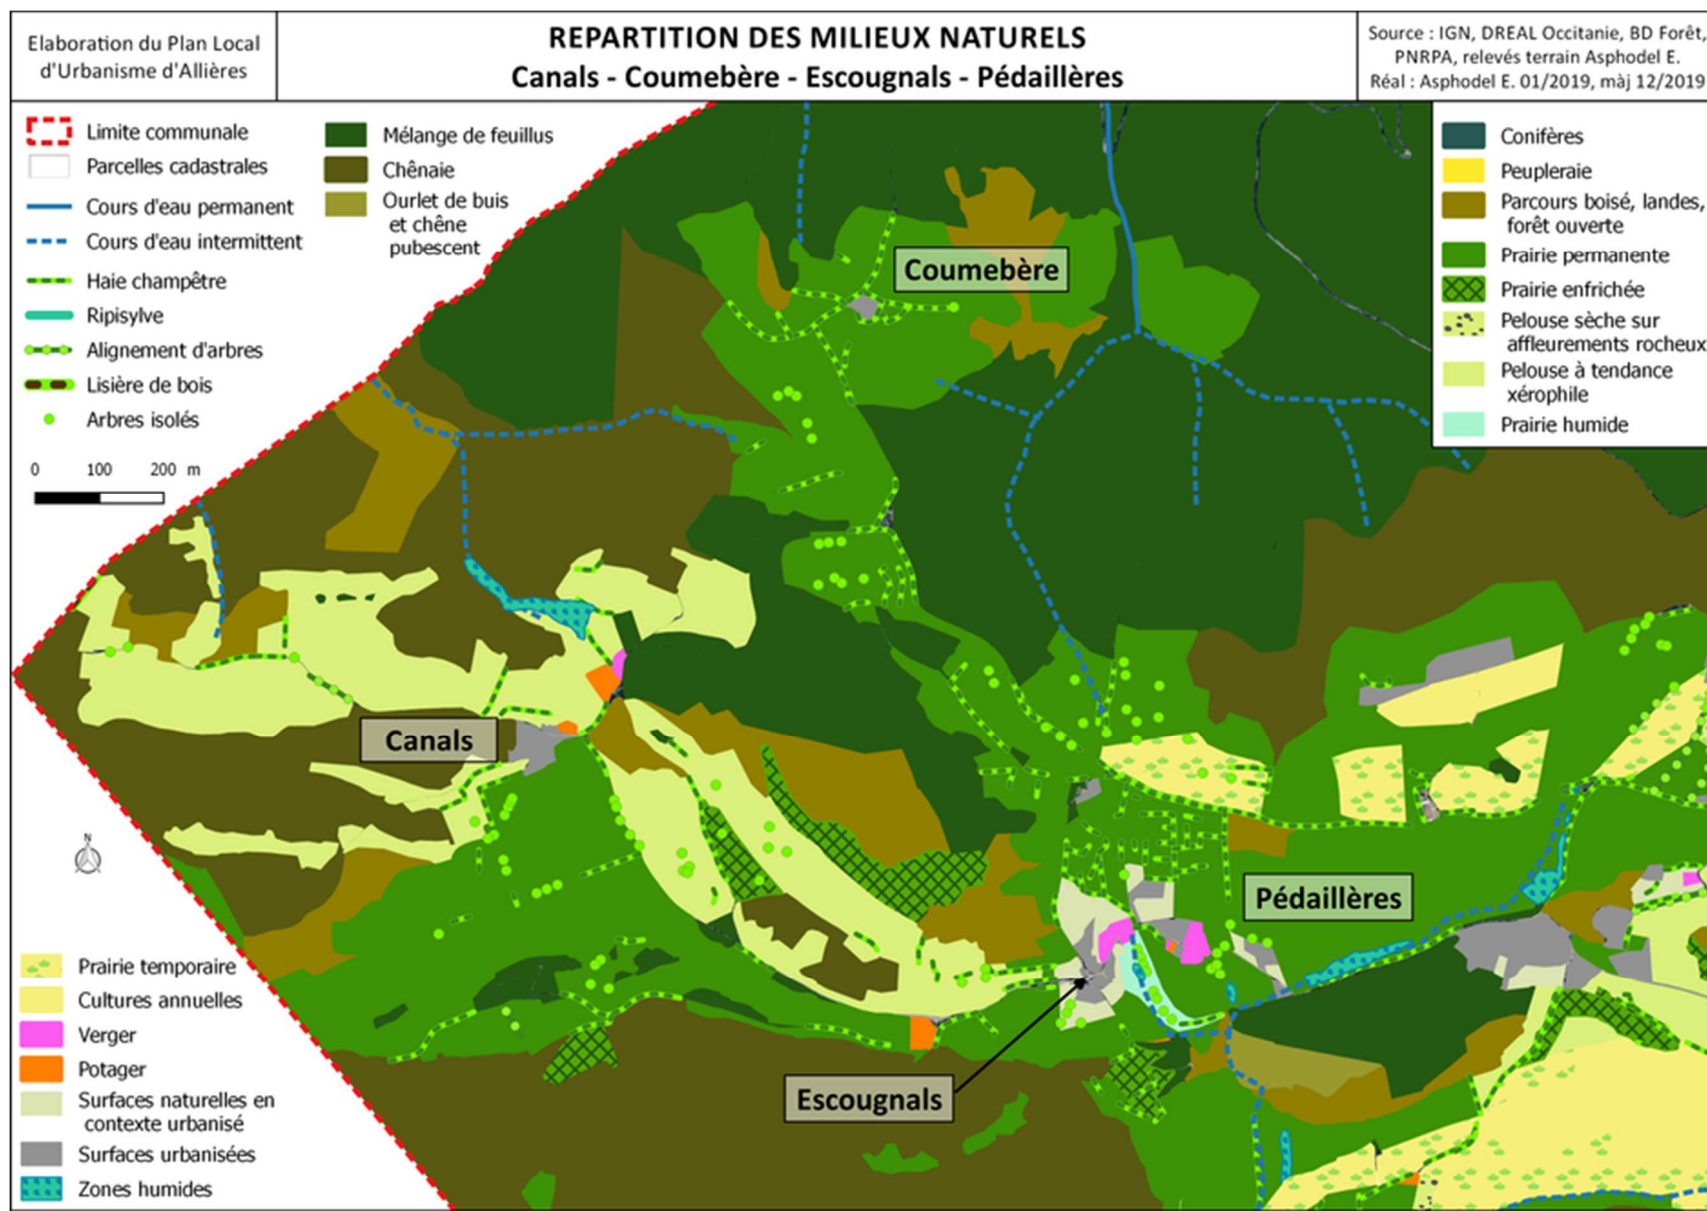 Elaboration du Plan Local
d'Urbanisme d'Allières
REPARTITION DES MILIEUX NATURELS
Canals - Coumebère - Escougnals - Pédaillères
Source : IGN, DREAL Occitanie, BD Forêt,
PNRPA, relevés terrain Asphodel E.
Réal : Asphodel E. 01/2019, màj 12/2019
Limite communale
Parcelles cadastrales
Cours d'eau permanent
Cours d'eau intermittent
Haie champêtre
Ripisylve
Alignement d'arbres
Lisière de bois
Arbres isolés
0 100 200 m
Mélange de feuillus
Chênaie
Ourlet de buis
et chêne
pubescent
Conifères
Peupleraie
Parcours boisé, landes,
forêt ouverte
Prairie permanente
Prairie enfrichée
Pelouse sèche sur
affleurements rocheux
Pelouse à tendance
xérophile
Prairie humide
Coumebère
Canals
Pédaillères
Escougnals
N
Prairie temporaire
Cultures annuelles
Verger
Potager
Surfaces naturelles en
contexte urbanisé
Surfaces urbanisées
Zones humides